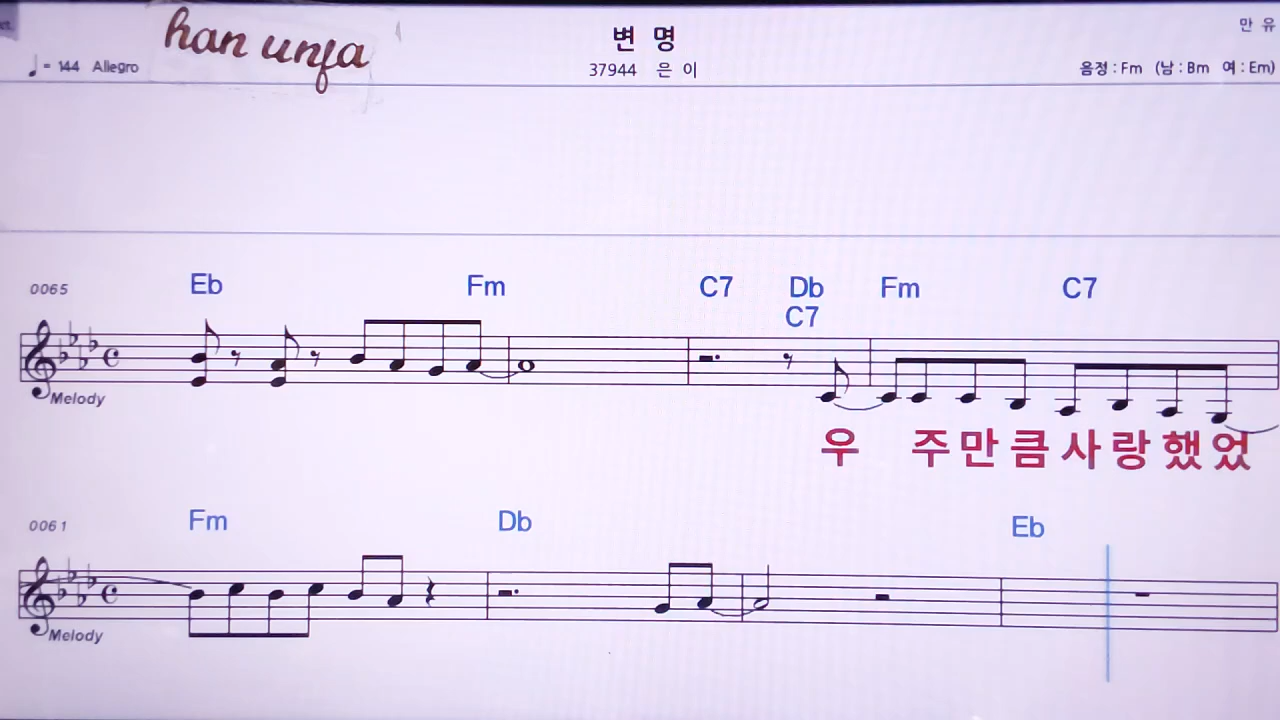 han unfa
변 명
만 유
♩= 144 Allegro
37944 은 이
음정 : Fm (남 : Bm 여 : Em)
0065
Eb Fm C7 Db Fm C7
C7
Melody
우 주 만 큼 사 랑 했 었
0061
Fm Db Eb
Melody